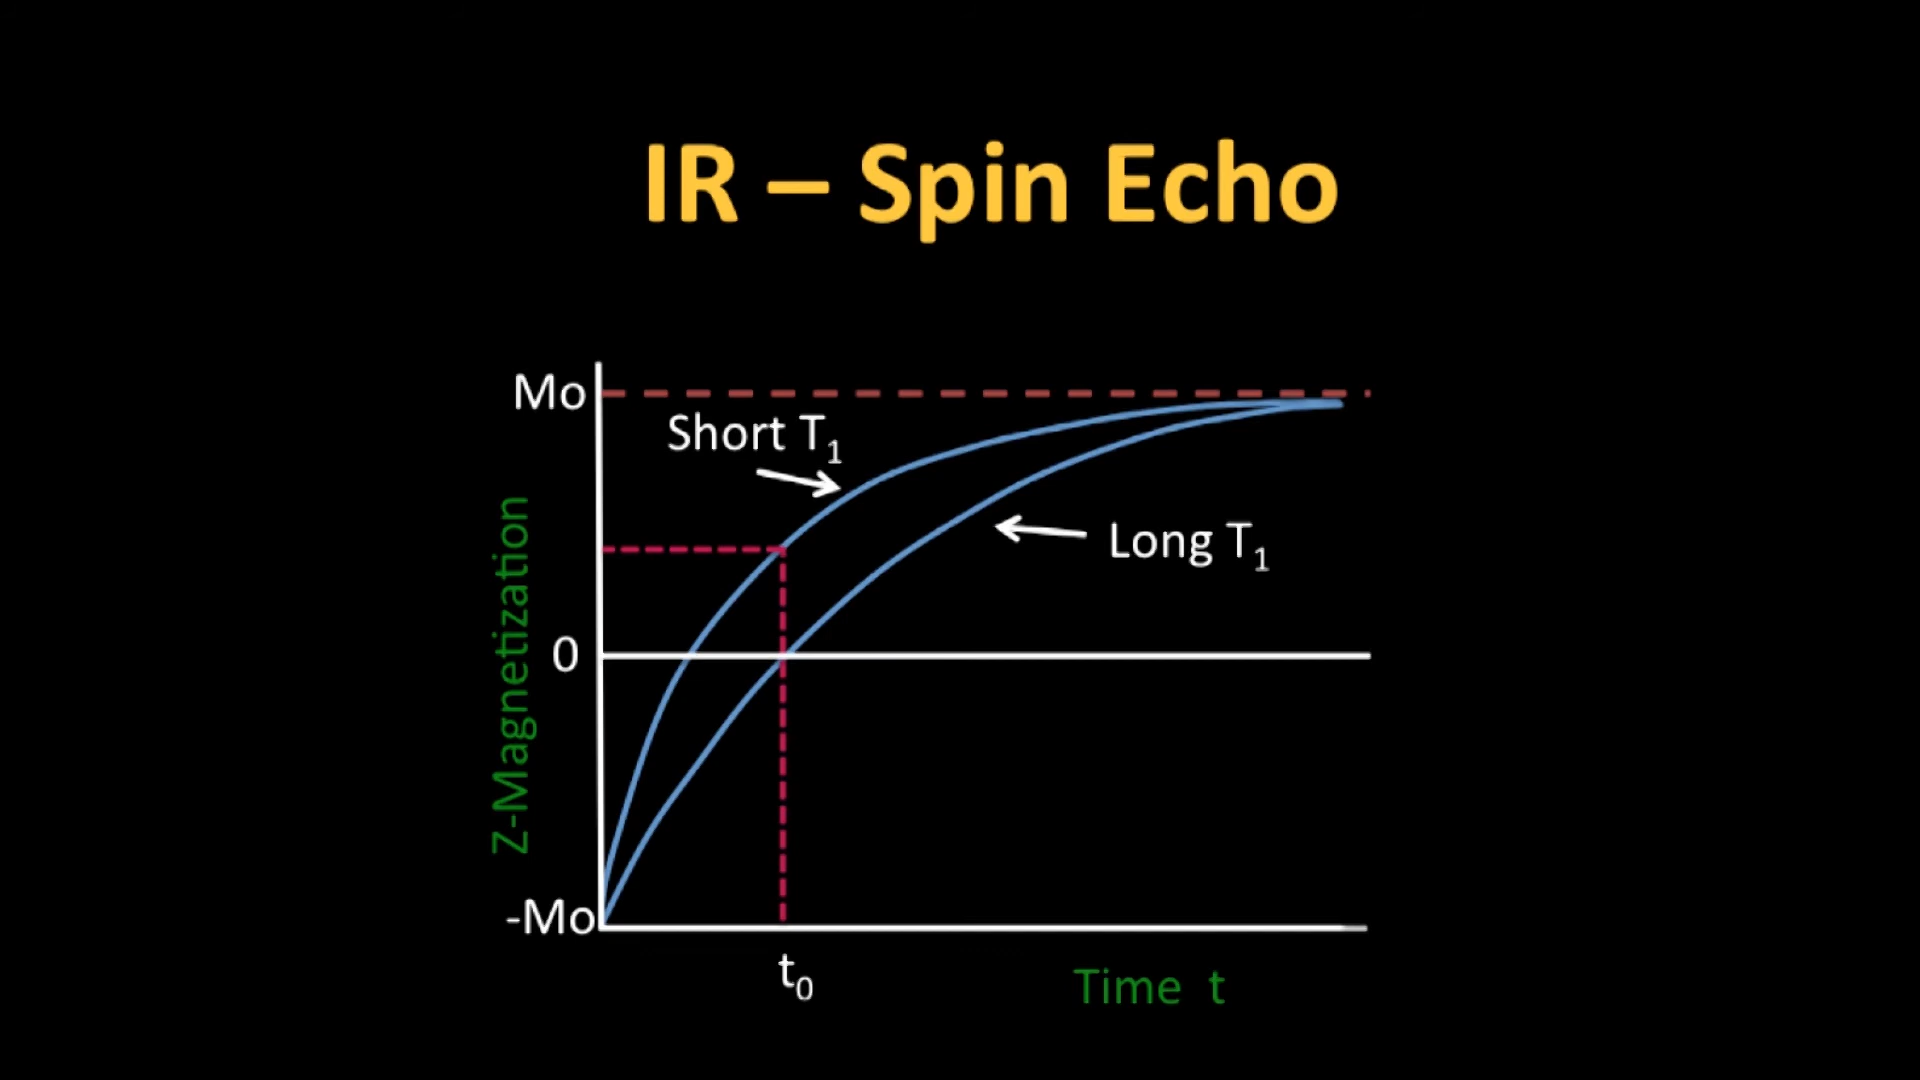 IR – Spin Echo
Mo
Short T₁
Long T₁
Z-Magnetization
0
-Mo
t₀
Time t